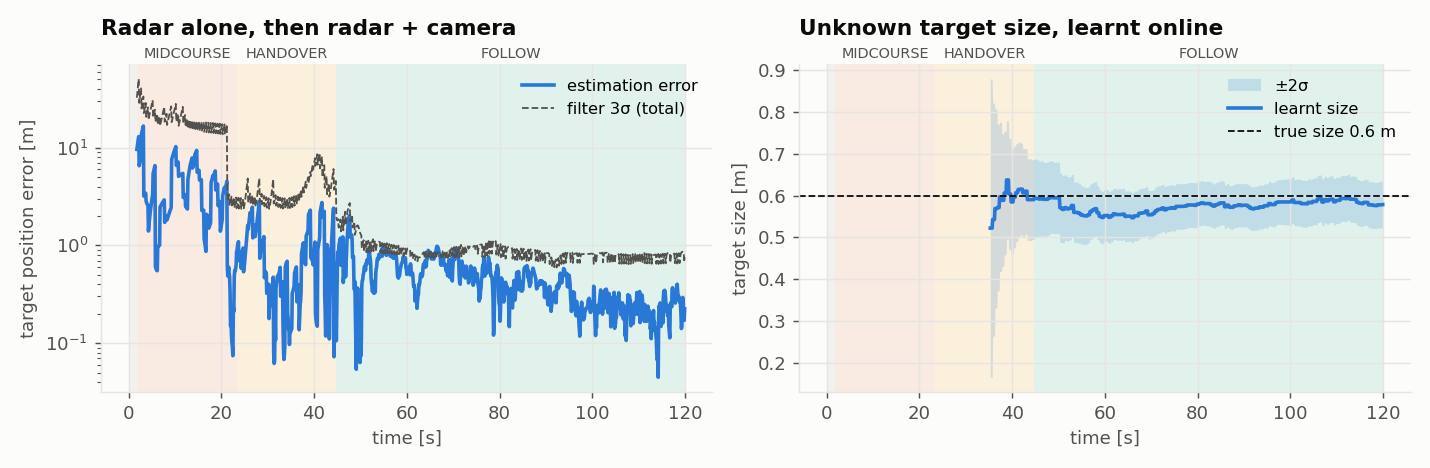 Radar alone, then radar + camera
MIDCOURSE HANDOVER FOLLOW
estimation error
filter 3σ (total)
target position error [m]
10¹
10⁰
10⁻¹
0 20 40 60 80 100 120
time [s]
Unknown target size, learnt online
MIDCOURSE HANDOVER FOLLOW
±2σ
learnt size
true size 0.6 m
target size [m]
0.9
0.8
0.7
0.6
0.5
0.4
0.3
0.2
0 20 40 60 80 100 120
time [s]